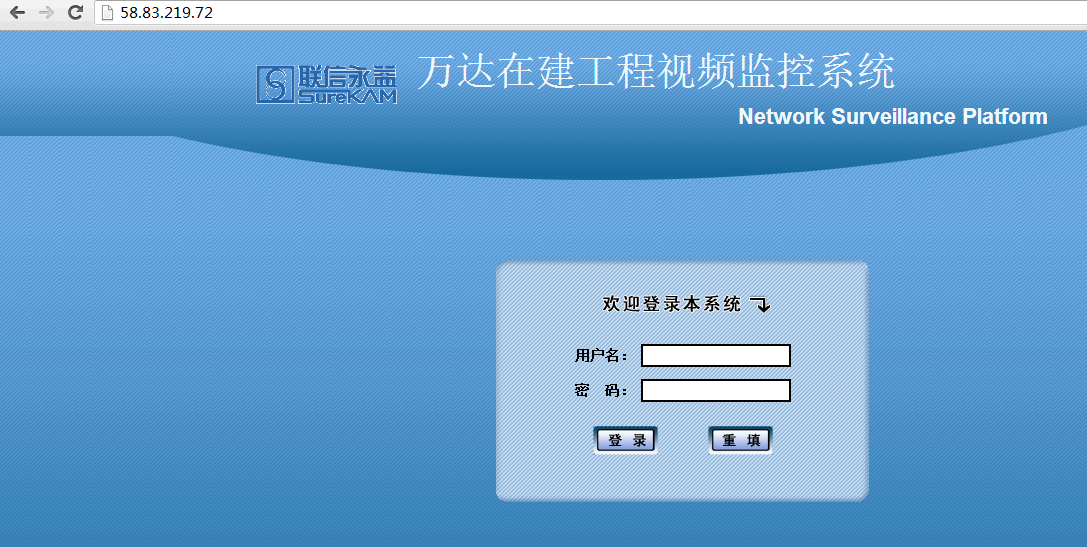 58.83.219.72
联信永益
SureKAM
万达在建工程视频监控系统
Network Surveillance Platform
欢迎登录本系统
用户名：
密 码：
登 录 重 填